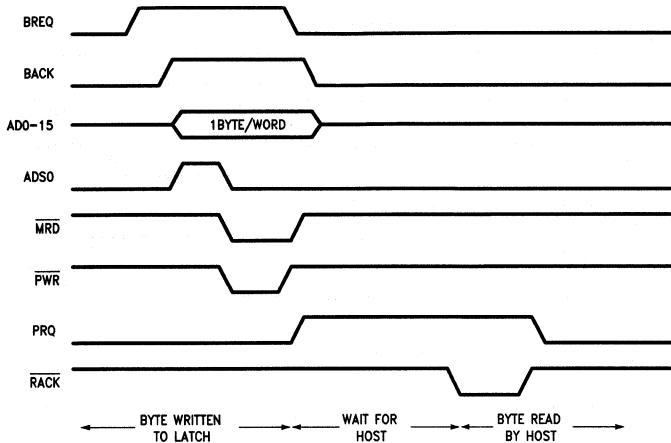 BREQ
BACK
AD0-15
1BYTE/WORD
ADS0
MRD
PWR
PRQ
RACK
BYTE WRITTEN
TO LATCH
WAIT FOR
HOST
BYTE READ
BY HOST